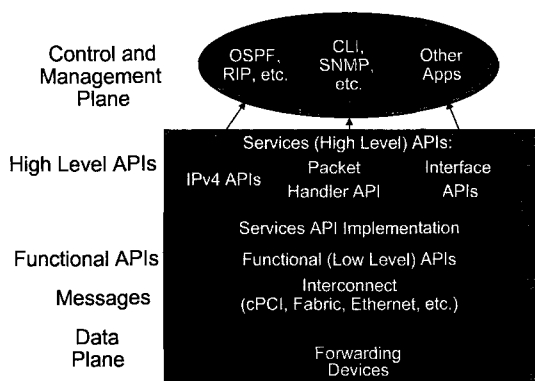 Control and
Management
Plane
OSPF,
RIP, etc.
CLI,
SNMP,
etc.
Other
Apps
High Level APIs
Services (High Level) APIs:
IPv4 APIs
Packet
Handler API
Interface
APIs
Services API Implementation
Functional APIs
Functional (Low Level) APIs
Messages
Interconnect
(cPCI, Fabric, Ethernet, etc.)
Data
Plane
Forwarding
Devices